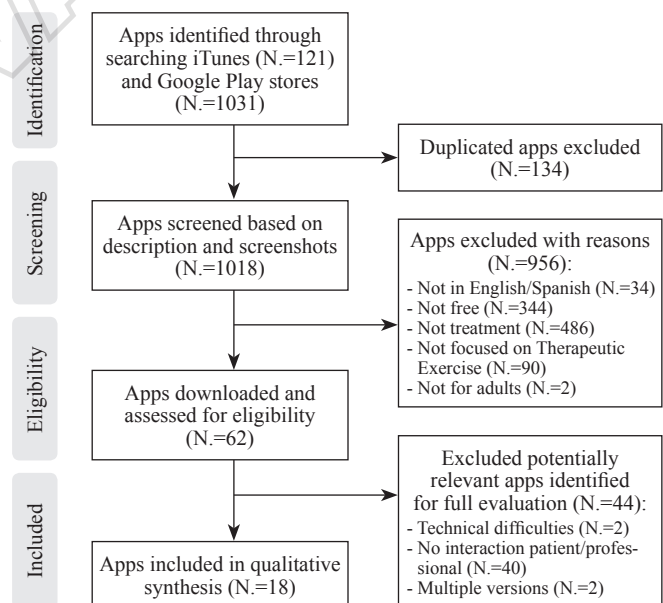 Identification
Apps identified through
searching iTunes (N.=121)
and Google Play stores
(N.=1031)
Duplicated apps excluded
(N.=134)
Screening
Apps screened based on
description and screenshots
(N.=1018)
Apps excluded with reasons
(N.=956):
- Not in English/Spanish (N.=34)
- Not free (N.=344)
- Not treatment (N.=486)
- Not focused on Therapeutic
Exercise (N.=90)
- Not for adults (N.=2)
Eligibility
Apps downloaded and
assessed for eligibility
(N.=62)
Excluded potentially
relevant apps identified
for full evaluation (N.=44):
- Technical difficulties (N.=2)
- No interaction patient/profes-
sional (N.=40)
- Multiple versions (N.=2)
Included
Apps included in qualitative
synthesis (N.=18)